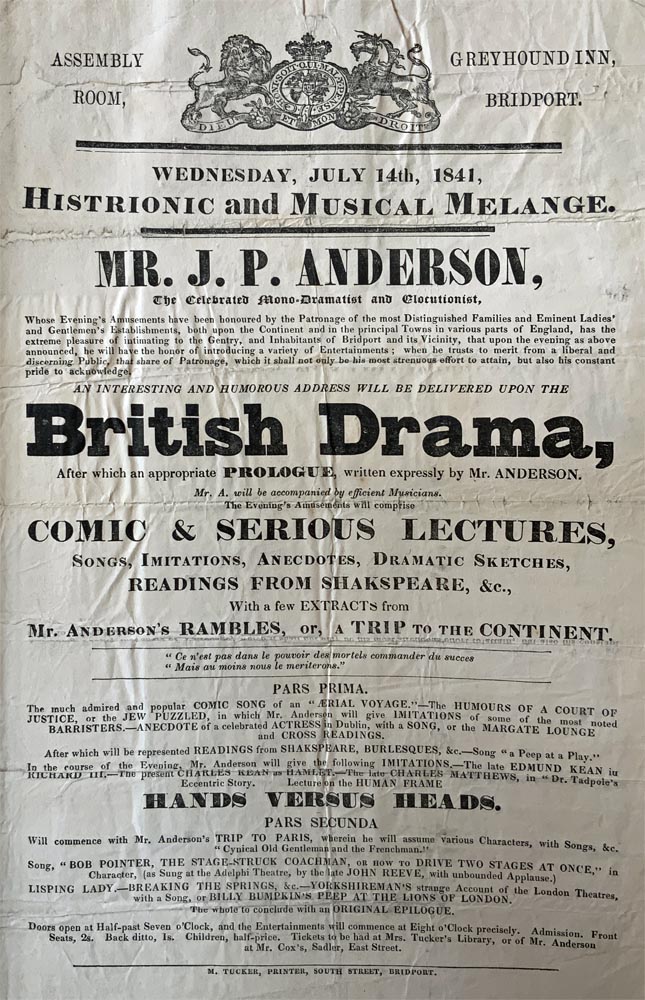 ASSEMBLY ROOM,
GREYHOUND INN, BRIDPORT.
HONI SOIT QUI MAL Y PENSE
DIEU ET MON DROIT
WEDNESDAY, JULY 14th, 1841,
HISTRIONIC and MUSICAL MELANGE.
MR. J. P. ANDERSON,
The Celebrated Mono-Dramatist and Elocutionist,
Whose Evening's Amusements have been honoured by the Patronage of the most Distinguished Families and Eminent Ladies'
and Gentlemen's Establishments, both upon the Continent and in the principal Towns in various parts of England, has the
extreme pleasure of intimating to the Gentry, and Inhabitants of Bridport and its Vicinity, that upon the evening as above
announced, he will have the honor of introducing a variety of Entertainments; when he trusts to merit from a liberal and
discerning Public, that share of Patronage, which it shall not only be his most strenuous effort to attain, but also his constant
pride to acknowledge.
AN INTERESTING AND HUMOROUS ADDRESS WILL BE DELIVERED UPON THE
British Drama,
After which an appropriate PROLOGUE, written expressly by Mr. ANDERSON.
Mr. A. will be accompanied by efficient Musicians.
The Evening's Amusements will comprise
COMIC & SERIOUS LECTURES,
SONGS, IMITATIONS, ANECDOTES, DRAMATIC SKETCHES,
READINGS FROM SHAKSPEARE, &c.,
With a few EXTRACTS from
MR. ANDERSON'S RAMBLES, or, A TRIP TO THE CONTINENT.
"Ce n'est pas dans le pouvoir des mortels commander du succes
"Mais au moins nous le meriterons."
PARS PRIMA.
The much admired and popular COMIC SONG of an "ÆRIAL VOYAGE."—The HUMOURS OF A COURT OF
JUSTICE, or the JEW PUZZLED, in which Mr. Anderson will give IMITATIONS of some of the most noted
BARRISTERS.—ANECDOTE of a celebrated ACTRESS in Dublin, with a SONG, or the MARGATE LOUNGE
and CROSS READINGS.
After which will be represented READINGS from SHAKSPEARE, BURLESQUES, &c.—Song "a Peep at a Play."
In the course of the Evening, Mr. Anderson will give the following IMITATIONS.—The late EDMUND KEAN in
RICHARD III.—The present CHARLES KEAN as HAMLET.—The late CHARLES MATTHEWS, in "Dr. Tadpole's
Eccentric Story. Lecture on the HUMAN FRAME
HANDS VERSUS HEADS.
PARS SECUNDA
Will commence with Mr. Anderson's TRIP TO PARIS, wherein he will assume various Characters, with Songs, &c.
"Cynical Old Gentleman and the Frenchman."
Song, "BOB POINTER, THE STAGE-STRUCK COACHMAN, or HOW TO DRIVE TWO STAGES AT ONCE," in
Character, (as Sung at the Adelphi Theatre, by the late JOHN REEVE, with unbounded Applause.)
LISPING LADY.—BREAKING THE SPRINGS, &c.—YORKSHIREMAN'S strange Account of the London Theatres,
with a Song, or BILLY BUMPKIN'S PEEP AT THE LIONS OF LONDON.
The whole to conclude with an ORIGINAL EPILOGUE.
Doors open at Half-past Seven o'Clock, and the Entertainments will commence at Eight o'Clock precisely. Admission. Front
Seats, 2s. Back ditto, 1s. Children, half-price. Tickets to be had at Mrs. Tucker's Library, or of Mr. Anderson
at Mr. Cox's, Sadler, East Street.
M. TUCKER, PRINTER, SOUTH STREET, BRIDPORT.